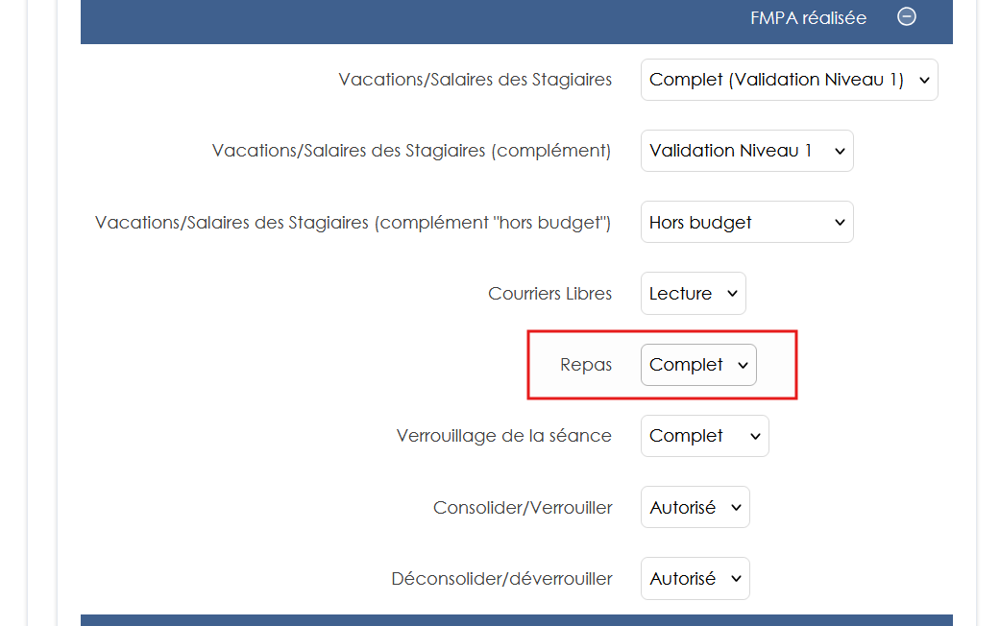 FMPA réalisée
Vacations/Salaires des Stagiaires Complet (Validation Niveau 1)
Vacations/Salaires des Stagiaires (complément) Validation Niveau 1
Vacations/Salaires des Stagiaires (complément "hors budget") Hors budget
Courriers Libres Lecture
Repas Complet
Verrouillage de la séance Complet
Consolider/Verrouiller Autorisé
Déconsolider/déverrouiller Autorisé